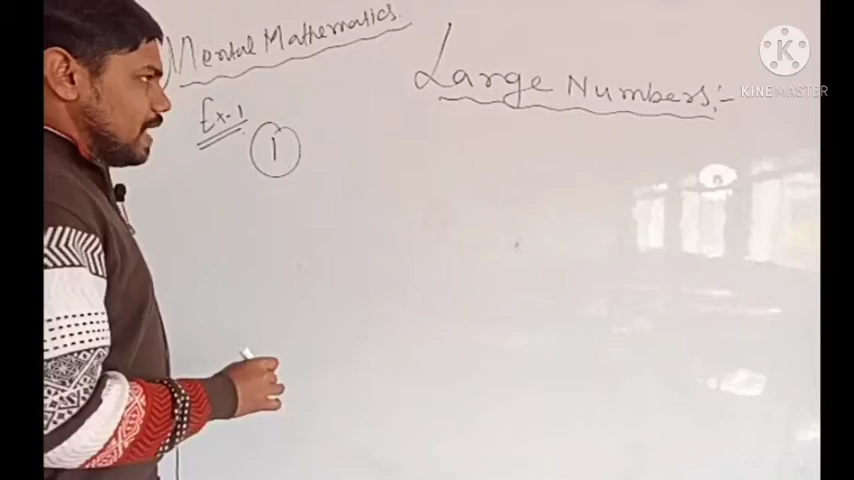 Mental Mathematics.
Large Numbers:-
Ex-1
1
K
KINEMASTER